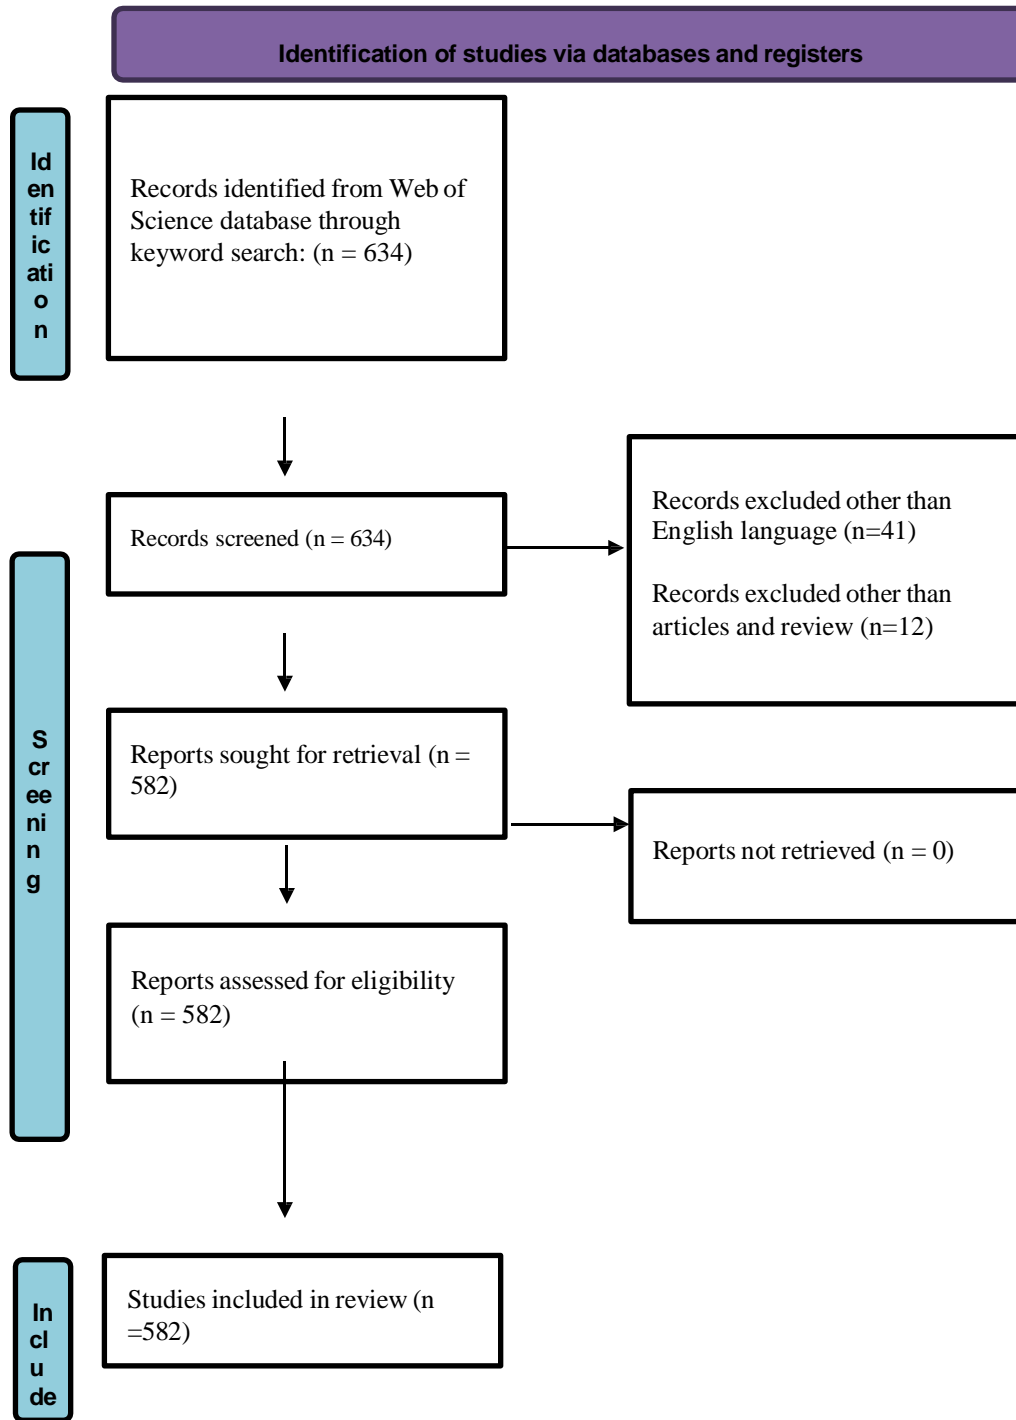 Identification of studies via databases and registers
Id
en
tif
ic
ati
o
n
Records identified from Web of
Science database through
keyword search: (n = 634)
Records screened (n = 634)
Records excluded other than
English language (n=41)
Records excluded other than
articles and review (n=12)
S
cr
ee
ni
n
g
Reports sought for retrieval (n =
582)
Reports not retrieved (n = 0)
Reports assessed for eligibility
(n = 582)
In
cl
u
de
Studies included in review (n
=582)